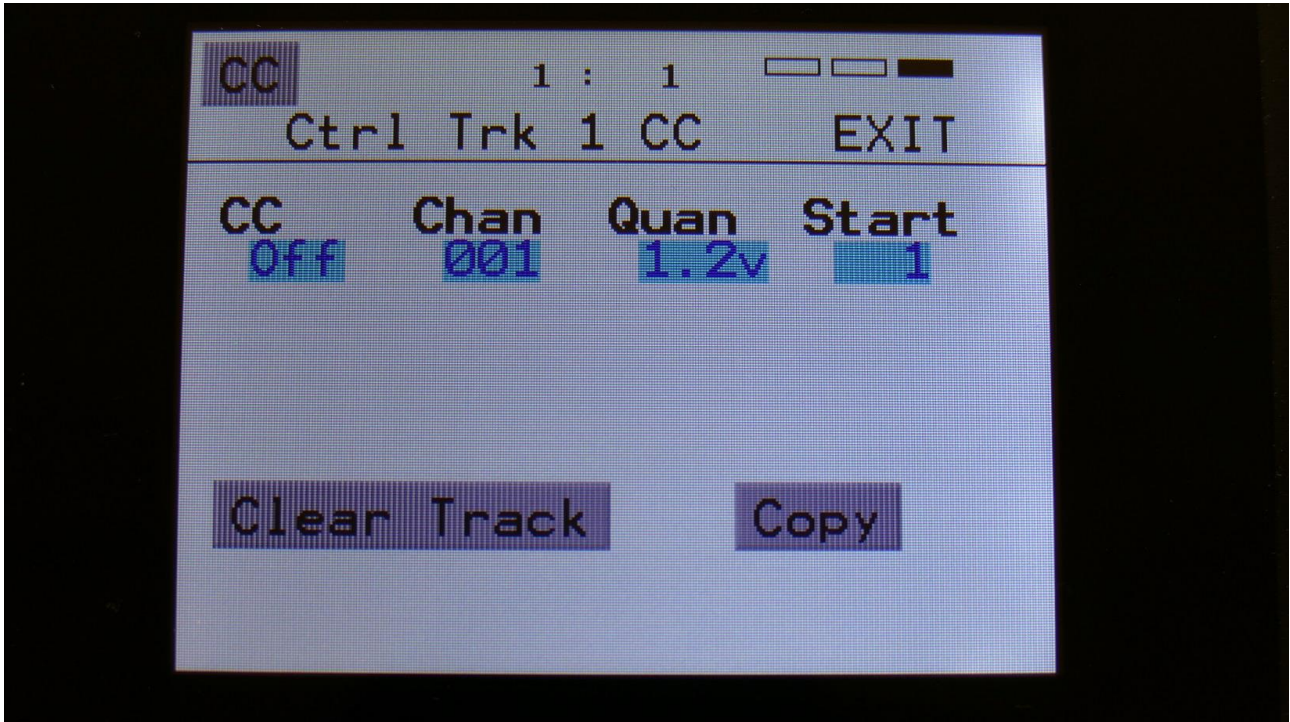 CC 1 : 1
Ctrl Trk 1 CC EXIT
CC Chan Quan Start
Off 001 1.2v 1
Clear Track Copy